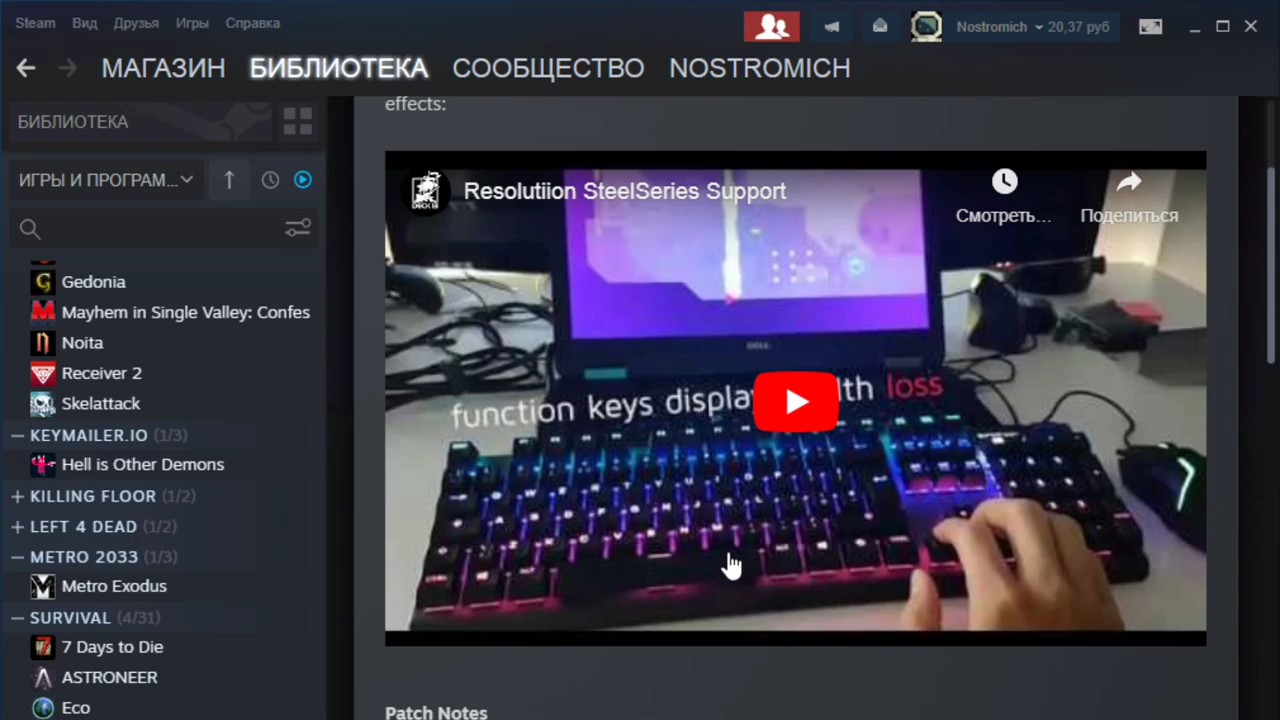 Steam Вид Друзья Игры Справка
Nostromich 20,37 руб
МАГАЗИН БИБЛИОТЕКА СООБЩЕСТВО NOSTROMICH
БИБЛИОТЕКА
ИГРЫ И ПРОГРАМ...
Gedonia
Mayhem in Single Valley: Confes
Noita
Receiver 2
Skelattack
KEYMAILER.IO (1/3)
Hell is Other Demons
KILLING FLOOR (1/2)
LEFT 4 DEAD (1/2)
METRO 2033 (1/3)
Metro Exodus
SURVIVAL (4/31)
7 Days to Die
ASTRONEER
Eco
effects:
Resolutiion SteelSeries Support
Смотреть...
Поделиться
DELL
function keys display loss
Patch Notes